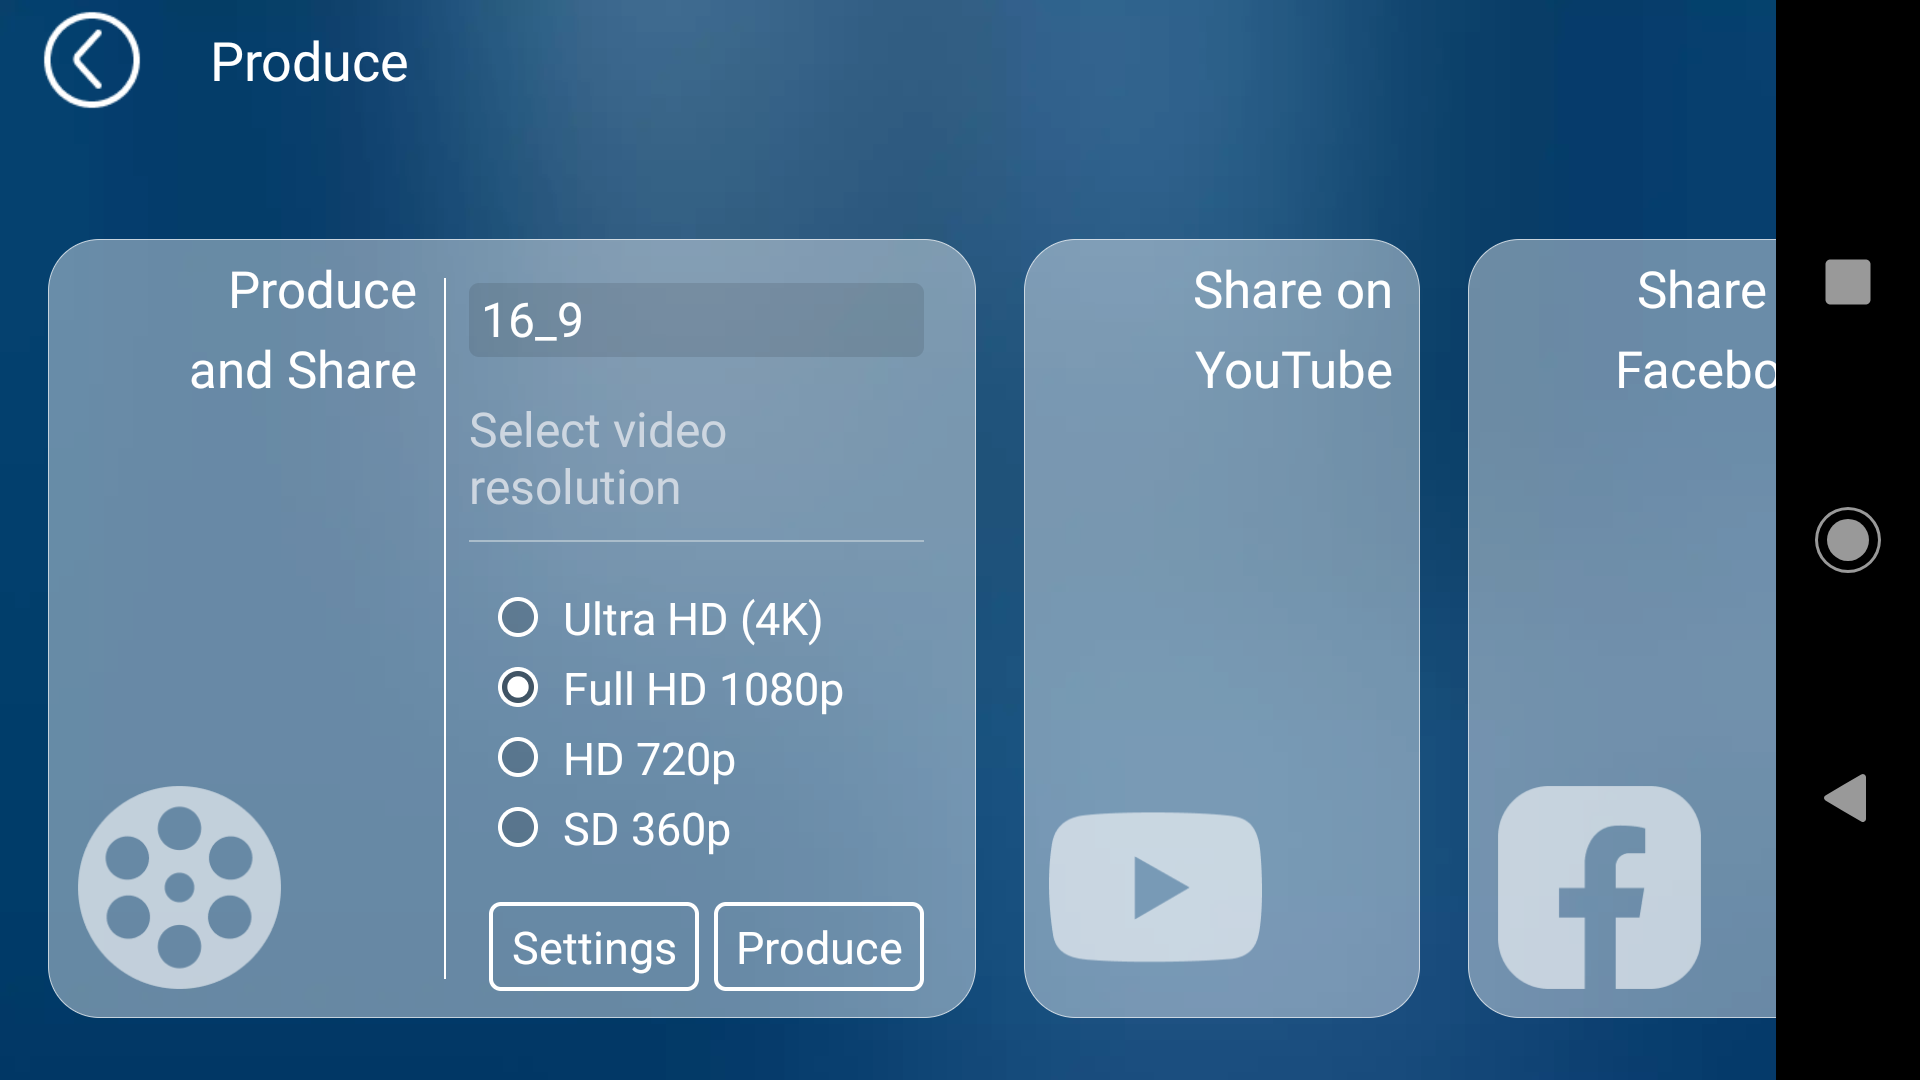 Produce
Produce
and Share
16_9
Select video
resolution
Ultra HD (4K)
Full HD 1080p
HD 720p
SD 360p
Settings
Produce
Share on
YouTube
Share
Facebo